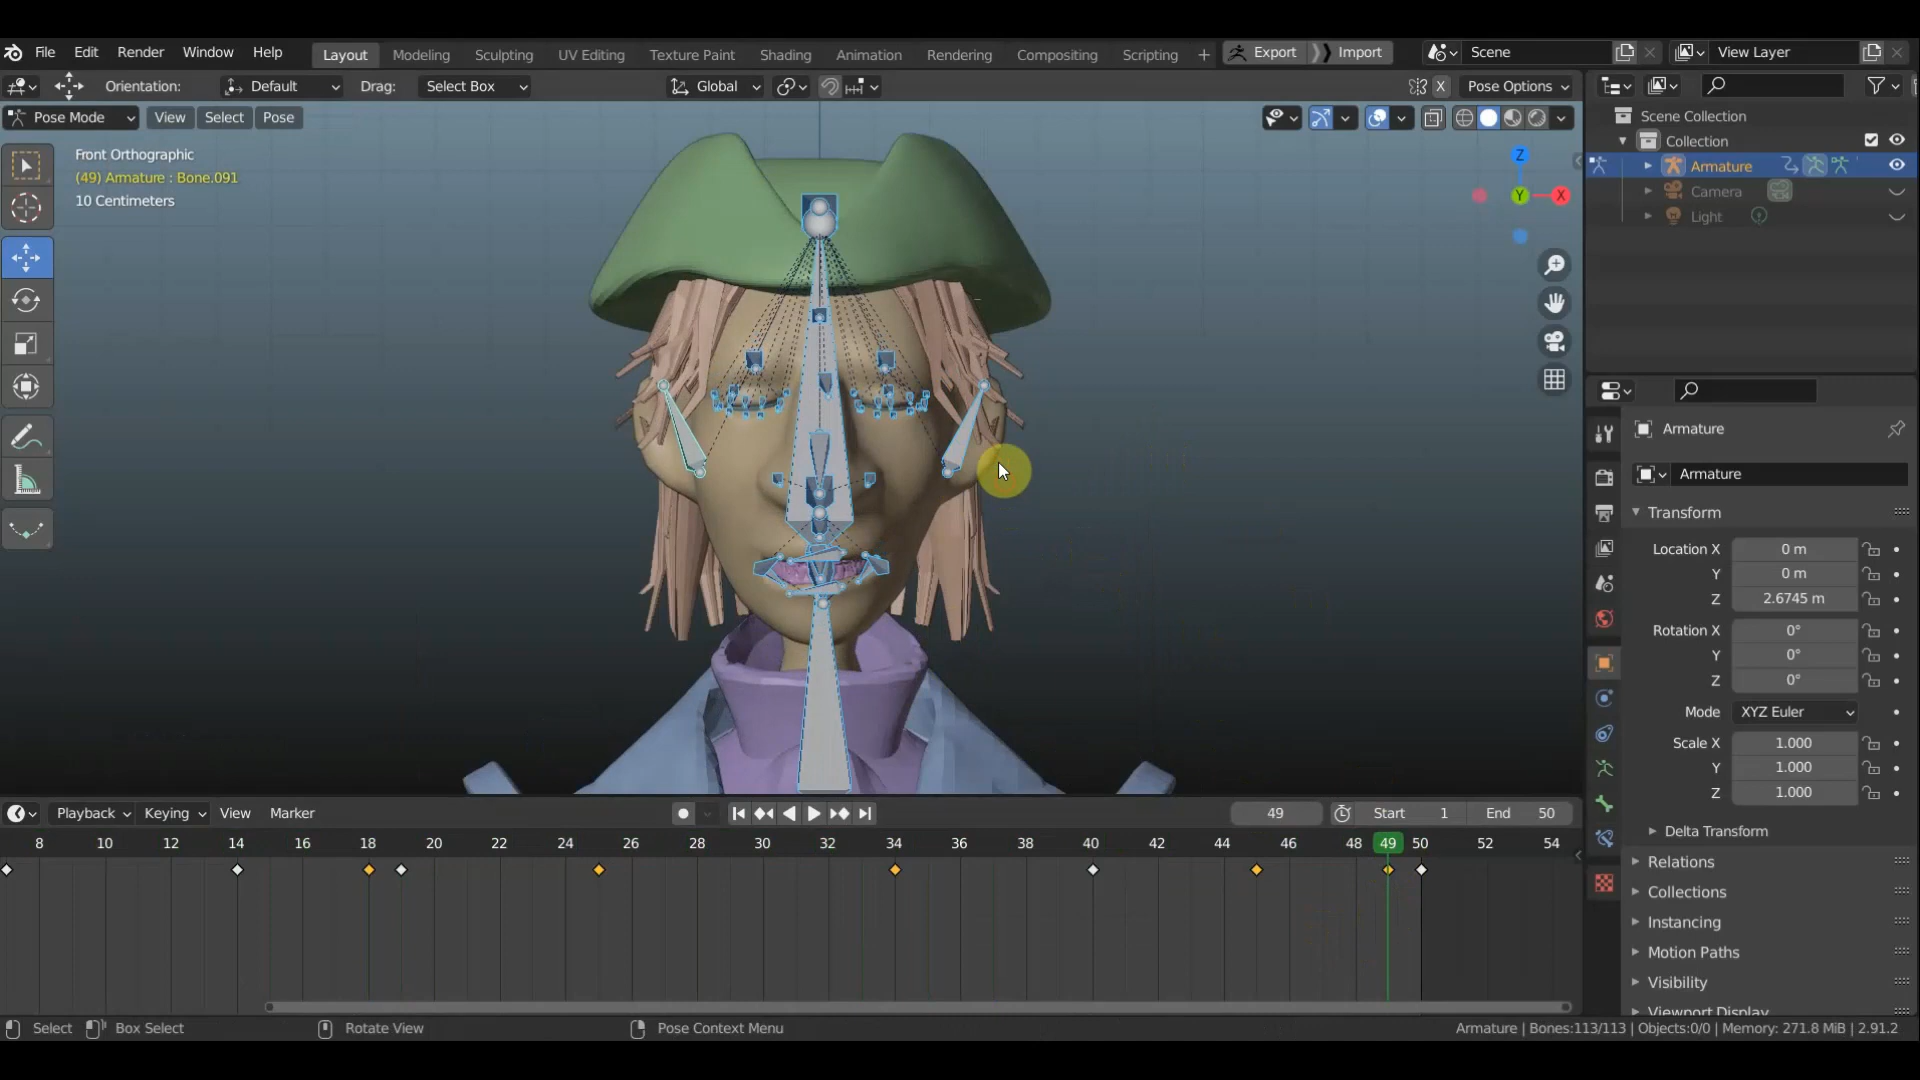 File Edit Render Window Help Layout Modeling Sculpting UV Editing Texture Paint Shading Animation Rendering Compositing Scripting + Export Import Scene View Layer
Orientation: Default Drag: Select Box Global X Pose Options
Pose Mode View Select Pose
Scene Collection
Collection
Armature
Camera
Light
Front Orthographic
(49) Armature : Bone.091
10 Centimeters
Z
Y
X
Armature
Armature
Transform
Location X 0 m
Y 0 m
Z 2.6745 m
Rotation X 0°
Y 0°
Z 0°
Mode XYZ Euler
Scale X 1.000
Y 1.000
Z 1.000
Delta Transform
Relations
Collections
Instancing
Motion Paths
Visibility
Viewport Display
Playback Keying View Marker 49 Start 1 End 50
8 10 12 14 16 18 20 22 24 26 28 30 32 34 36 38 40 42 44 46 48 49 50 52 54
Select Box Select Rotate View Pose Context Menu Armature | Bones:113/113 | Objects:0/0 | Memory: 271.8 MiB | 2.91.2